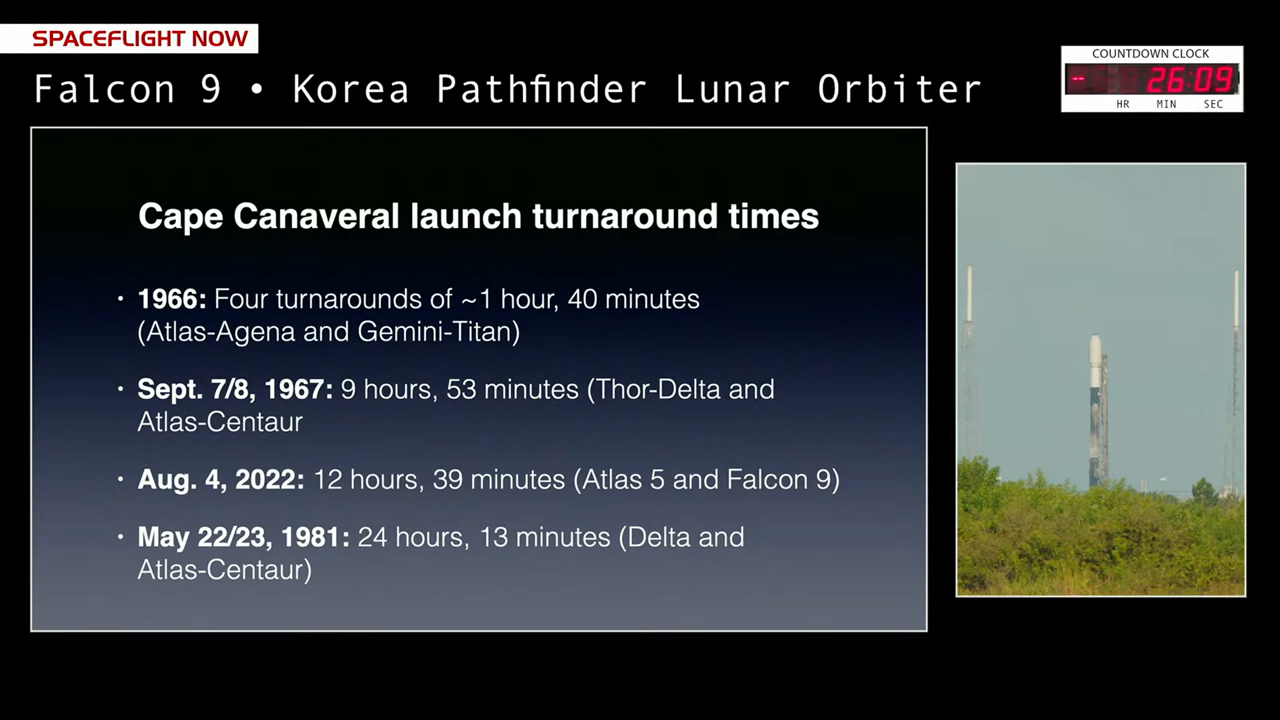 SPACEFLIGHT NOW
Falcon 9 • Korea Pathfinder Lunar Orbiter
COUNTDOWN CLOCK
-- 26:09
HR MIN SEC
Cape Canaveral launch turnaround times
• 1966: Four turnarounds of ~1 hour, 40 minutes
(Atlas-Agena and Gemini-Titan)
• Sept. 7/8, 1967: 9 hours, 53 minutes (Thor-Delta and
Atlas-Centaur
• Aug. 4, 2022: 12 hours, 39 minutes (Atlas 5 and Falcon 9)
• May 22/23, 1981: 24 hours, 13 minutes (Delta and
Atlas-Centaur)